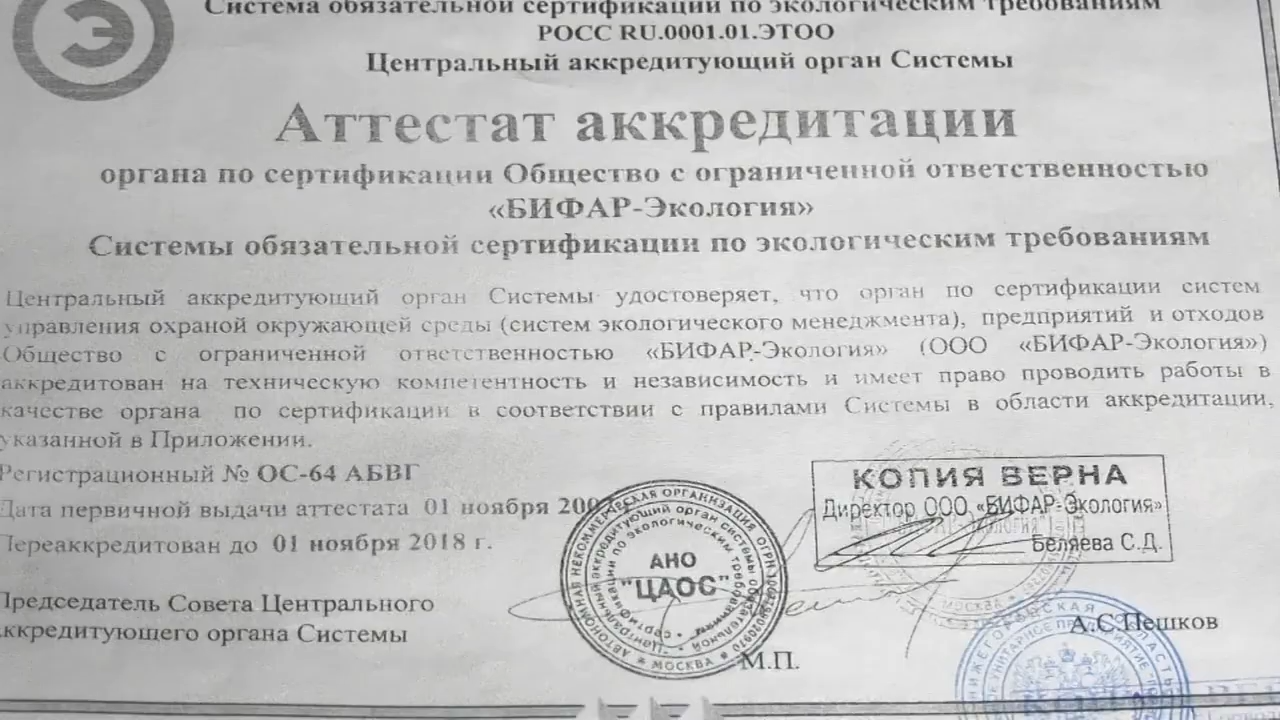 Э
Система обязательной сертификации по экологическим требованиям
РОСС RU.0001.01.ЭТОО
Центральный аккредитующий орган Системы
Аттестат аккредитации
органа по сертификации Общество с ограниченной ответственностью
«БИФАР-Экология»
Системы обязательной сертификации по экологическим требованиям
Центральный аккредитующий орган Системы удостоверяет, что орган по сертификации систем
управления охраной окружающей среды (систем экологического менеджмента), предприятий и отходов
Общество с ограниченной ответственностью «БИФАР-Экология» (ООО «БИФАР-Экология»)
аккредитован на техническую компетентность и независимость и имеет право проводить работы в
качестве органа по сертификации в соответствии с правилами Системы в области аккредитации,
указанной в Приложении.
Регистрационный № ОС-64 АБВГ
Дата первичной выдачи аттестата 01 ноября
Переаккредитован до 01 ноября 2018 г.
КОПИЯ ВЕРНА
Директор ООО «БИФАР-Экология»
Беляева С.Д.
АНО
"ЦАОС"
МОСКВА
Председатель Совета Центрального
аккредитующего органа Системы
А.С.Пешков
М.П.